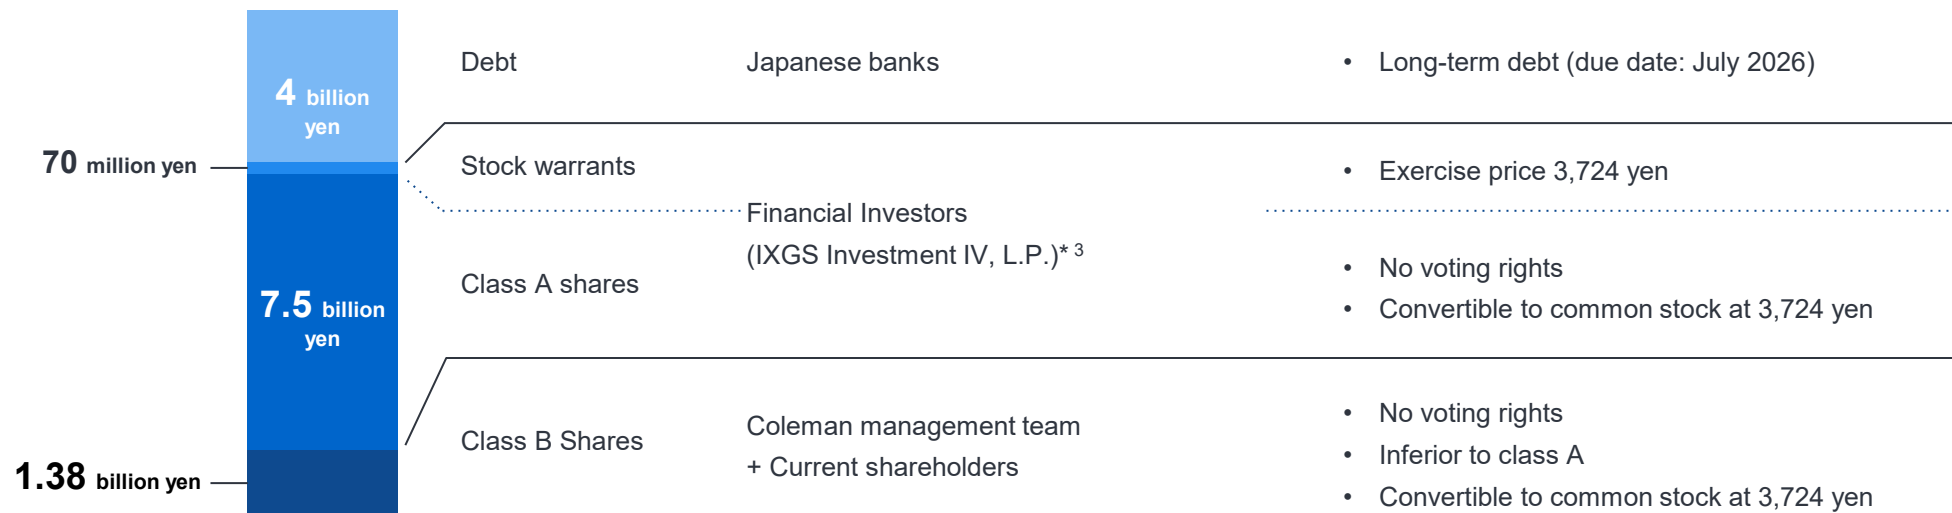 4 billion
yen
Debt
Japanese banks
• Long-term debt (due date: July 2026)
70 million yen
Stock warrants
• Exercise price 3,724 yen
Financial Investors
(IXGS Investment IV, L.P.)* 3
7.5 billion
yen
Class A shares
• No voting rights
• Convertible to common stock at 3,724 yen
1.38 billion yen
Class B Shares
Coleman management team
+ Current shareholders
• No voting rights
• Inferior to class A
• Convertible to common stock at 3,724 yen